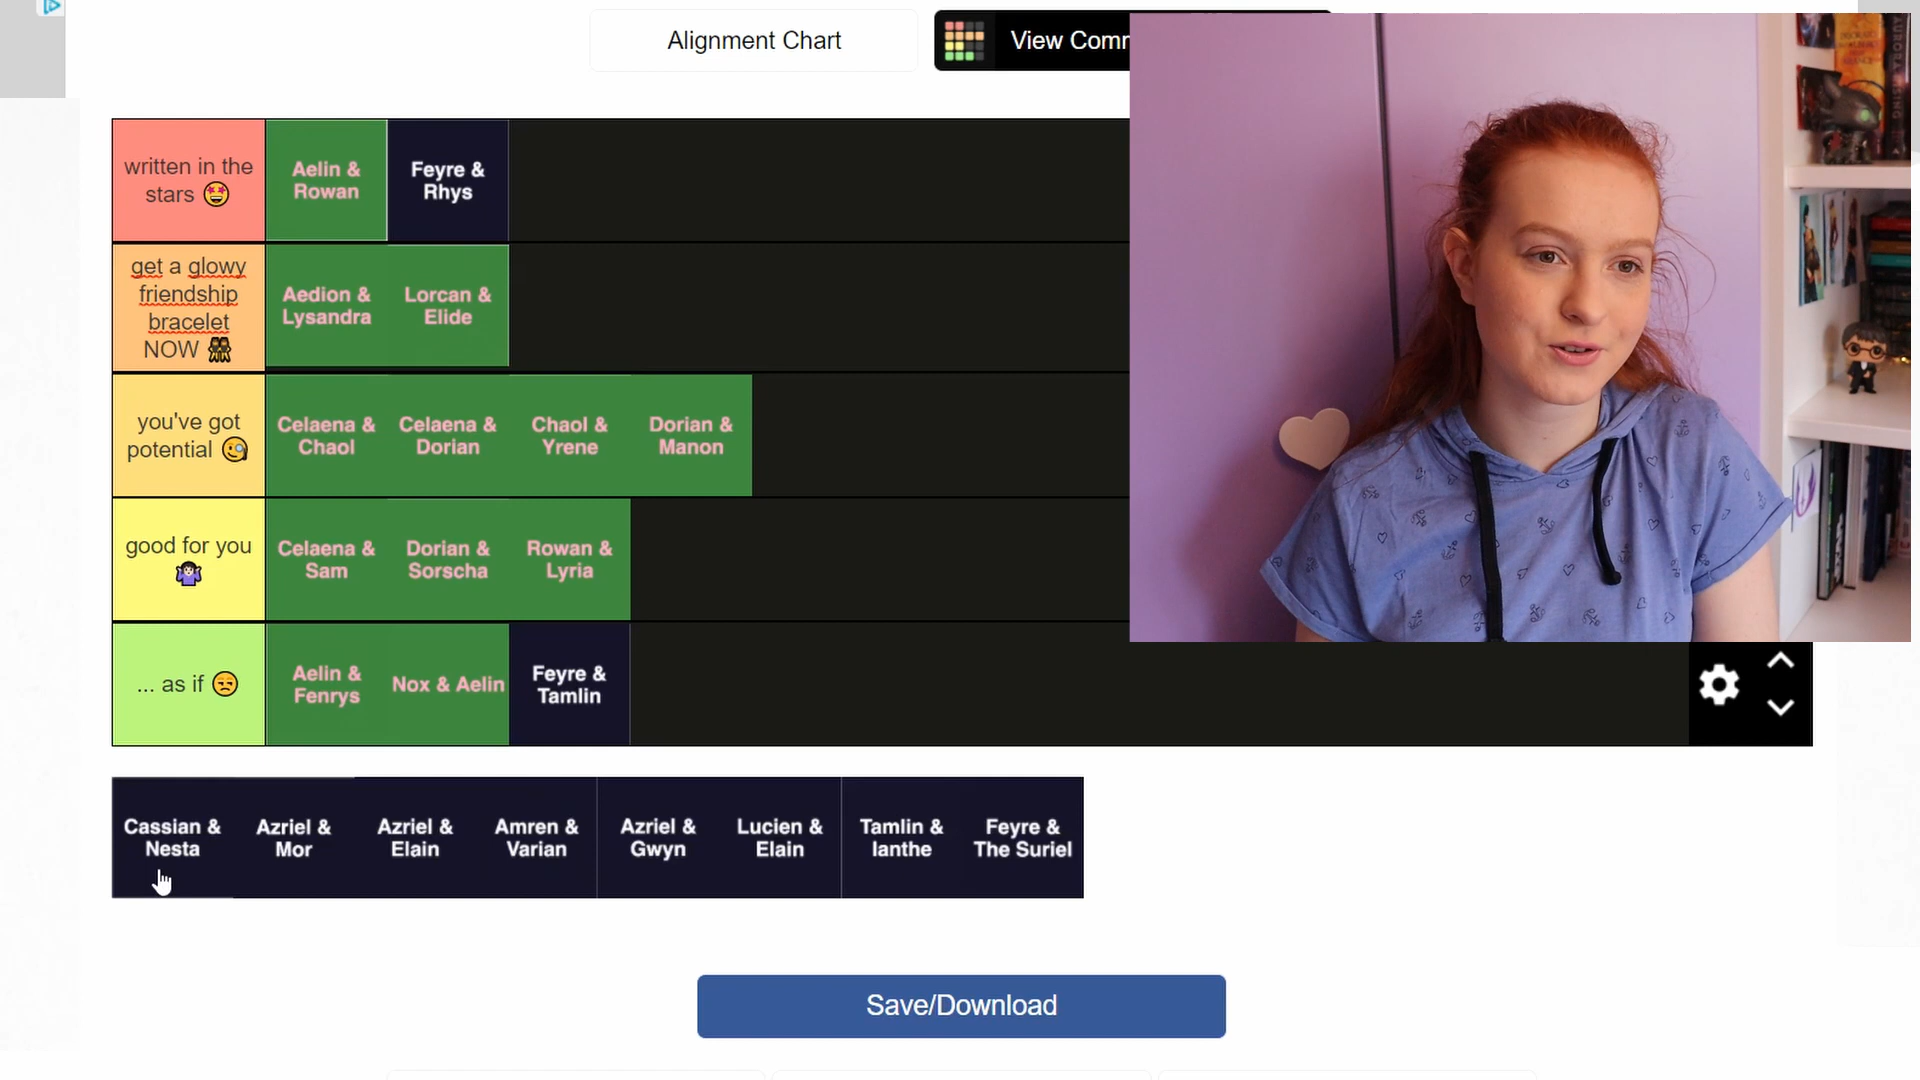 Alignment Chart
View Comm
written in the
stars 🤩
Aelin &
Rowan
Feyre &
Rhys
get a glowy
friendship
bracelet
NOW 👯
Aedion &
Lysandra
Lorcan &
Elide
you've got
potential 🧐
Celaena &
Chaol
Celaena &
Dorian
Chaol &
Yrene
Dorian &
Manon
good for you
🤷🏻‍♀️
Celaena &
Sam
Dorian &
Sorscha
Rowan &
Lyria
... as if 😒
Aelin &
Fenrys
Nox & Aelin
Feyre &
Tamlin
Cassian &
Nesta
Azriel &
Mor
Azriel &
Elain
Amren &
Varian
Azriel &
Gwyn
Lucien &
Elain
Tamlin &
Ianthe
Feyre &
The Suriel
Save/Download